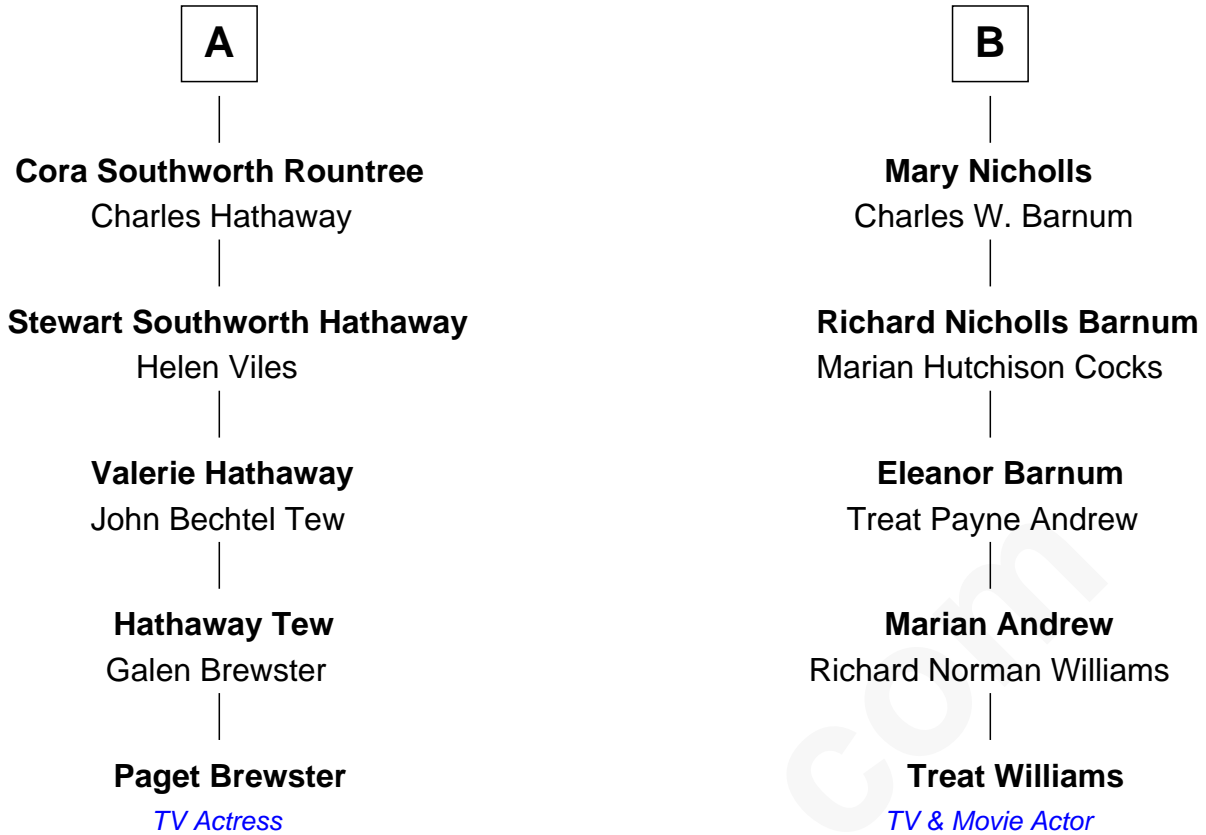 A
Cora Southworth Rountree
Charles Hathaway
Stewart Southworth Hathaway
Helen Viles
Valerie Hathaway
John Bechtel Tew
Hathaway Tew
Galen Brewster
Paget Brewster
TV Actress
B
Mary Nicholls
Charles W. Barnum
Richard Nicholls Barnum
Marian Hutchison Cocks
Eleanor Barnum
Treat Payne Andrew
Marian Andrew
Richard Norman Williams
Treat Williams
TV & Movie Actor
com